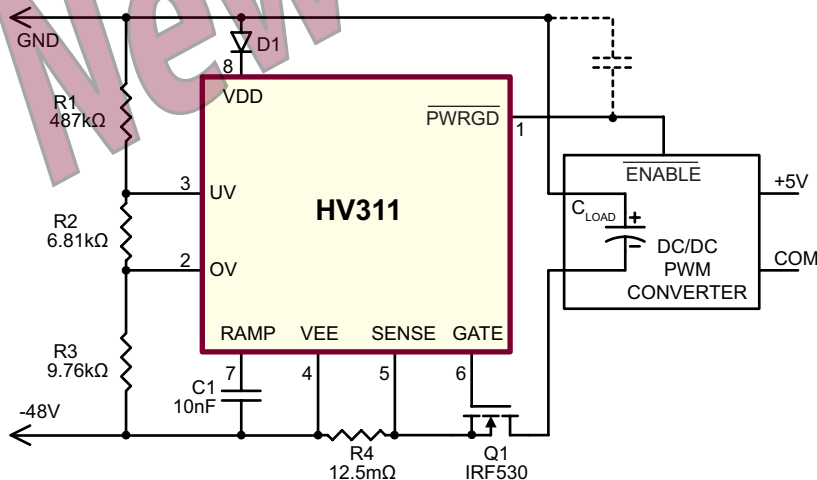 New
GND
D1
8
VDD
PWRGD
1
R1
487kΩ
ENABLE
3
UV
HV311
+5V
CLOAD
+
–
R2
6.81kΩ
2
OV
DC/DC
PWM
CONVERTER
COM
RAMP
VEE
SENSE
GATE
R3
9.76kΩ
7
4
5
6
C1
10nF
-48V
R4
12.5mΩ
Q1
IRF530